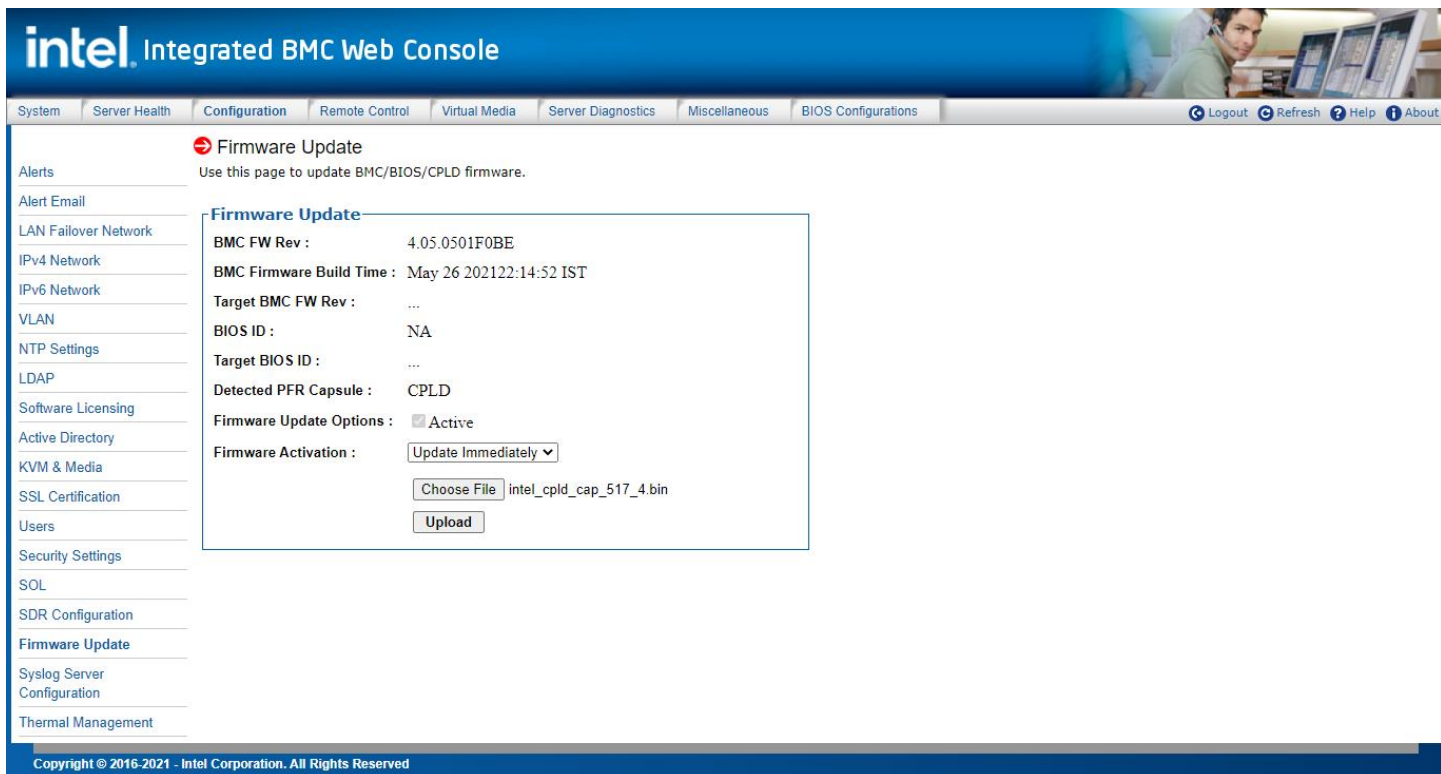 intel. Integrated BMC Web Console
System Server Health Configuration Remote Control Virtual Media Server Diagnostics Miscellaneous BIOS Configurations Logout Refresh Help About
Alerts
Alert Email
LAN Failover Network
IPv4 Network
IPv6 Network
VLAN
NTP Settings
LDAP
Software Licensing
Active Directory
KVM & Media
SSL Certification
Users
Security Settings
SOL
SDR Configuration
Firmware Update
Syslog Server
Configuration
Thermal Management
Firmware Update
Use this page to update BMC/BIOS/CPLD firmware.
Firmware Update
BMC FW Rev : 4.05.0501F0BE
BMC Firmware Build Time : May 26 202122:14:52 IST
Target BMC FW Rev : ...
BIOS ID : NA
Target BIOS ID : ...
Detected PFR Capsule : CPLD
Firmware Update Options : Active
Firmware Activation : Update Immediately
Choose File intel_cpld_cap_517_4.bin
Upload
Copyright © 2016-2021 - Intel Corporation. All Rights Reserved